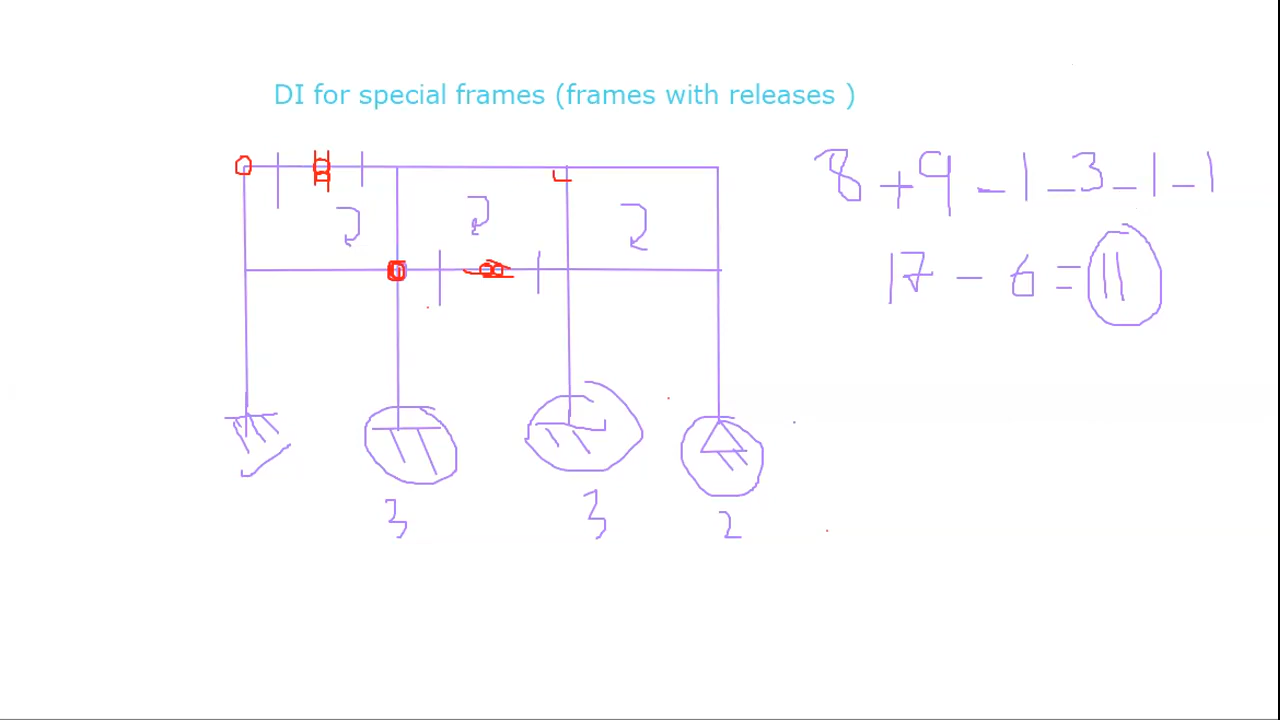 DI for special frames (frames with releases )
8 + 9 - 1 - 3 - 1 - 1
17 - 6 = 11
3
3
2